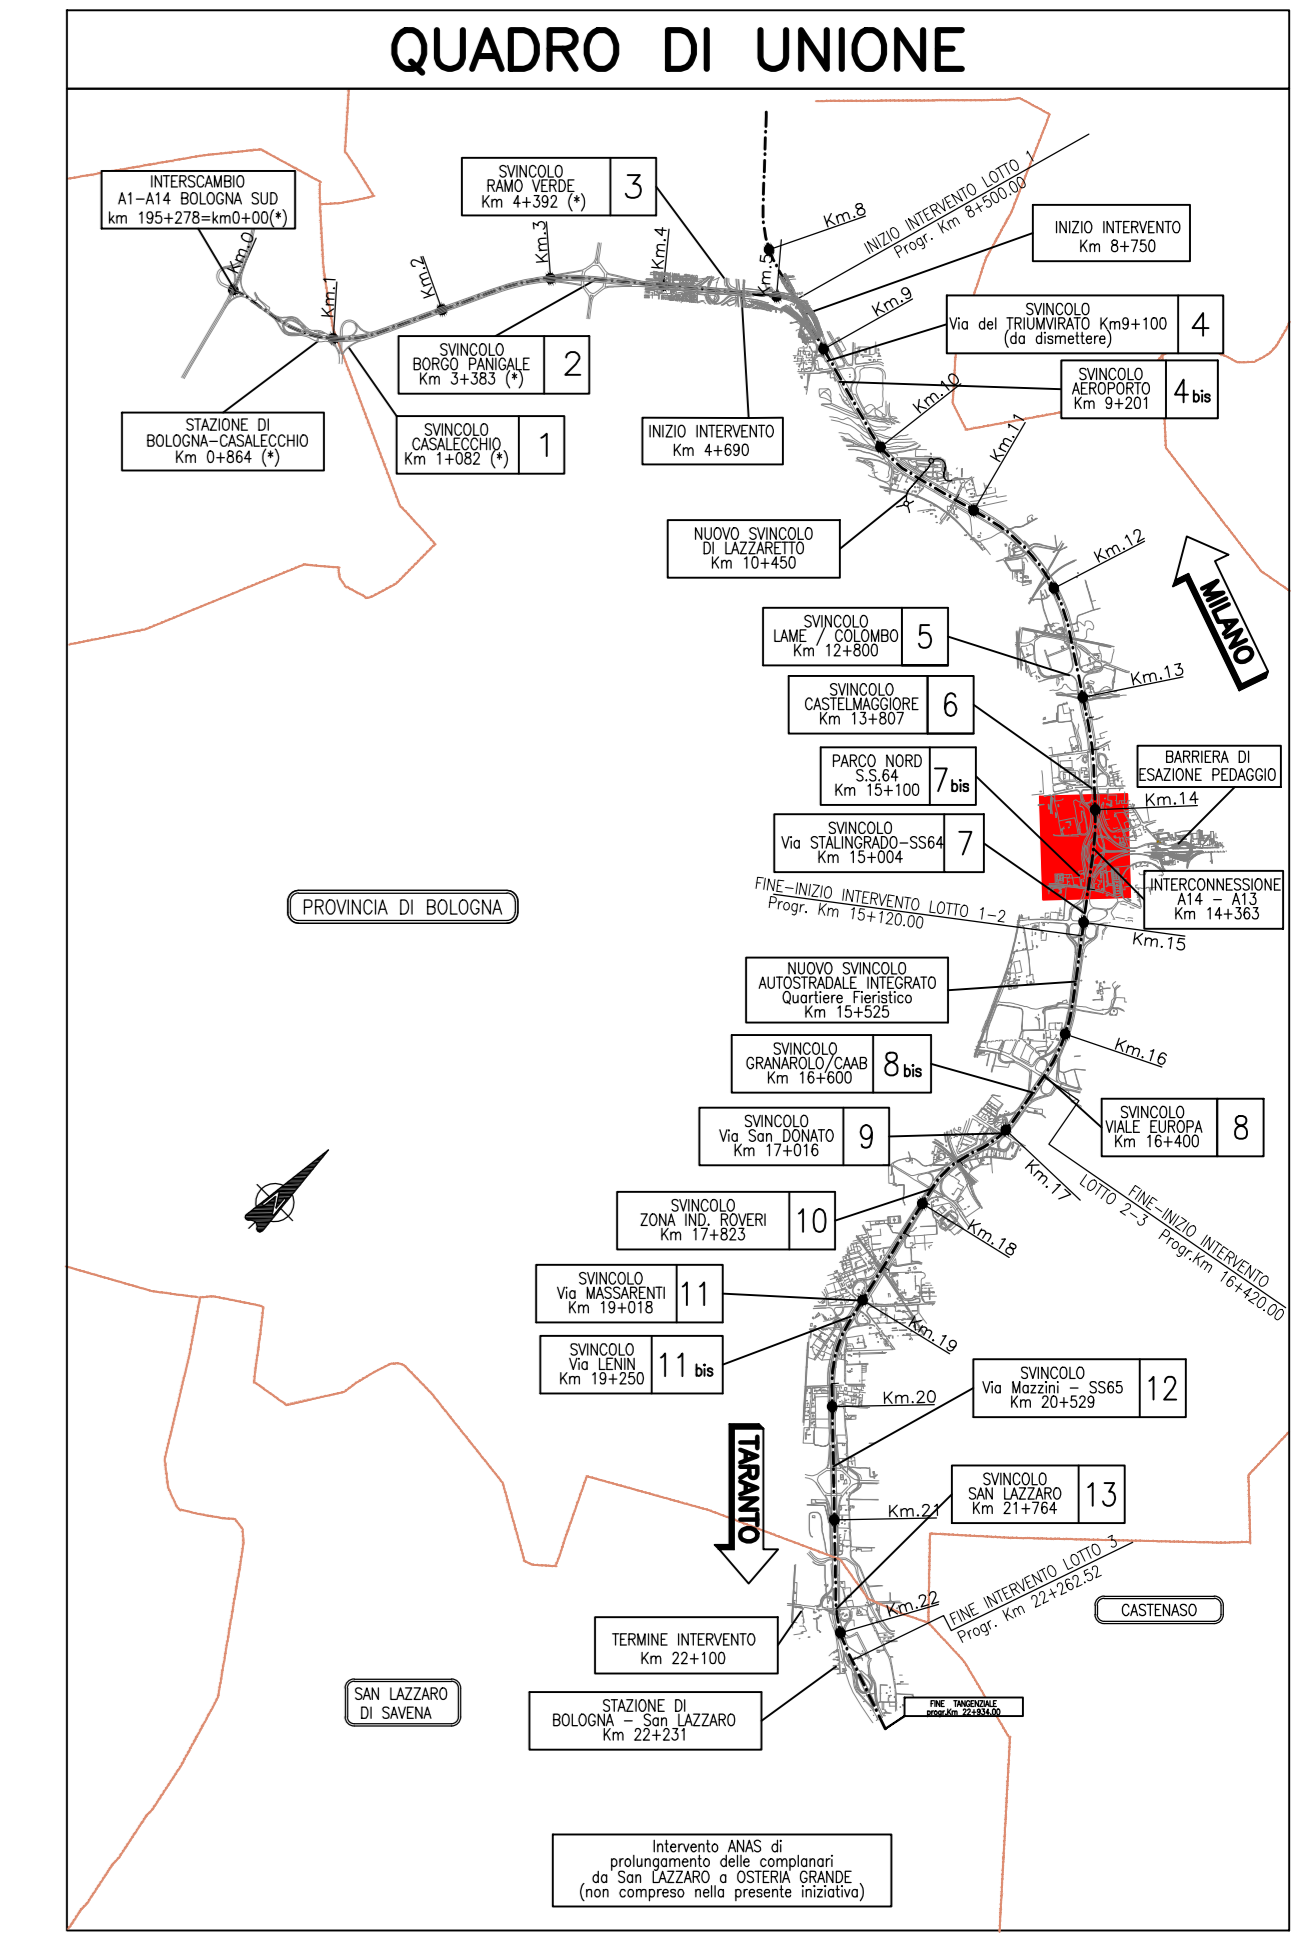 QUADRO DI UNIONE
INTERSCAMBIO
A1-A14 BOLOGNA SUD
km 195+278=km0+00(*)
SVINCOLO
RAMO VERDE
Km 4+392 (*)
3
Km.0
Km.1
Km.2
Km.3
Km.4
Km.5
Km.8
INIZIO INTERVENTO LOTTO 1
Progr. Km 8+500.00
INIZIO INTERVENTO
Km 8+750
Km.9
SVINCOLO
Via del TRIUMVIRATO Km9+100
(da dismettere)
4
SVINCOLO
BORGO PANIGALE
Km 3+383 (*)
2
SVINCOLO
AEROPORTO
Km 9+201
4 bis
Km.10
STAZIONE DI
BOLOGNA-CASALECCHIO
Km 0+864 (*)
SVINCOLO
CASALECCHIO
Km 1+082 (*)
1
INIZIO INTERVENTO
Km 4+690
Km.11
NUOVO SVINCOLO
DI LAZZARETTO
Km 10+450
Km.12
MILANO
SVINCOLO
LAME / COLOMBO
Km 12+800
5
Km.13
SVINCOLO
CASTELMAGGIORE
Km 13+807
6
PARCO NORD
S.S.64
Km 15+100
7 bis
BARRIERA DI
ESAZIONE PEDAGGIO
Km.14
SVINCOLO
Via STALINGRADO-SS64
Km 15+004
7
INTERCONNESSIONE
A14 - A13
Km 14+363
FINE-INIZIO INTERVENTO LOTTO 1-2
Progr. Km 15+120.00
PROVINCIA DI BOLOGNA
Km.15
NUOVO SVINCOLO
AUTOSTRADALE INTEGRATO
Quartiere Fieristico
Km 15+525
Km.16
SVINCOLO
GRANAROLO/CAAB
Km 16+600
8 bis
SVINCOLO
VIALE EUROPA
Km 16+400
8
SVINCOLO
Via San DONATO
Km 17+016
9
Km.17
FINE-INIZIO INTERVENTO
LOTTO 2-3 Progr.Km 16+420.00
SVINCOLO
ZONA IND. ROVERI
Km 17+823
10
Km.18
SVINCOLO
Via MASSARENTI
Km 19+018
11
Km.19
SVINCOLO
Via LENIN
Km 19+250
11 bis
SVINCOLO
Via Mazzini - SS65
Km 20+529
12
Km.20
TARANTO
SVINCOLO
SAN LAZZARO
Km 21+764
13
Km.21
FINE INTERVENTO LOTTO 3
Progr. Km 22+262.52
Km.22
CASTENASO
TERMINE INTERVENTO
Km 22+100
SAN LAZZARO
DI SAVENA
STAZIONE DI
BOLOGNA - San LAZZARO
Km 22+231
FINE TANGENZIALE
progr.Km 22+934.00
Intervento ANAS di
prolungamento delle complanari
da San LAZZARO a OSTERIA GRANDE
(non compreso nella presente iniziativa)